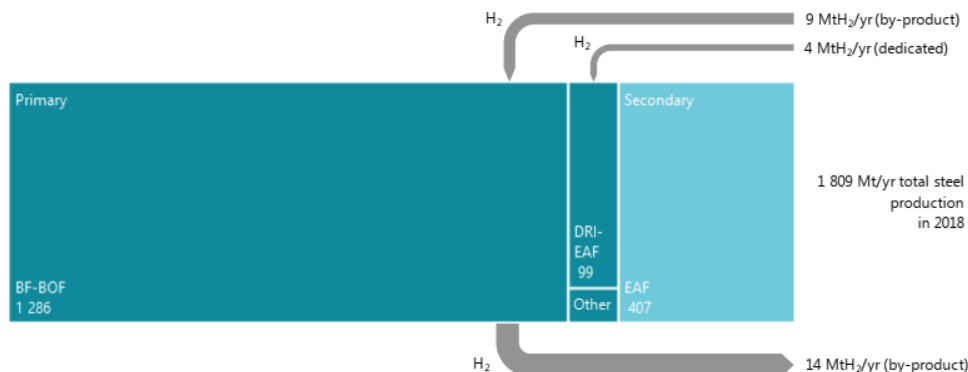 H₂
9 MtH₂/yr (by-product)
H₂
4 MtH₂/yr (dedicated)
Primary
Secondary
1 809 Mt/yr total steel
production
in 2018
DRI-
EAF
99
BF-BOF
1 286
Other
EAF
407
H₂
14 MtH₂/yr (by-product)